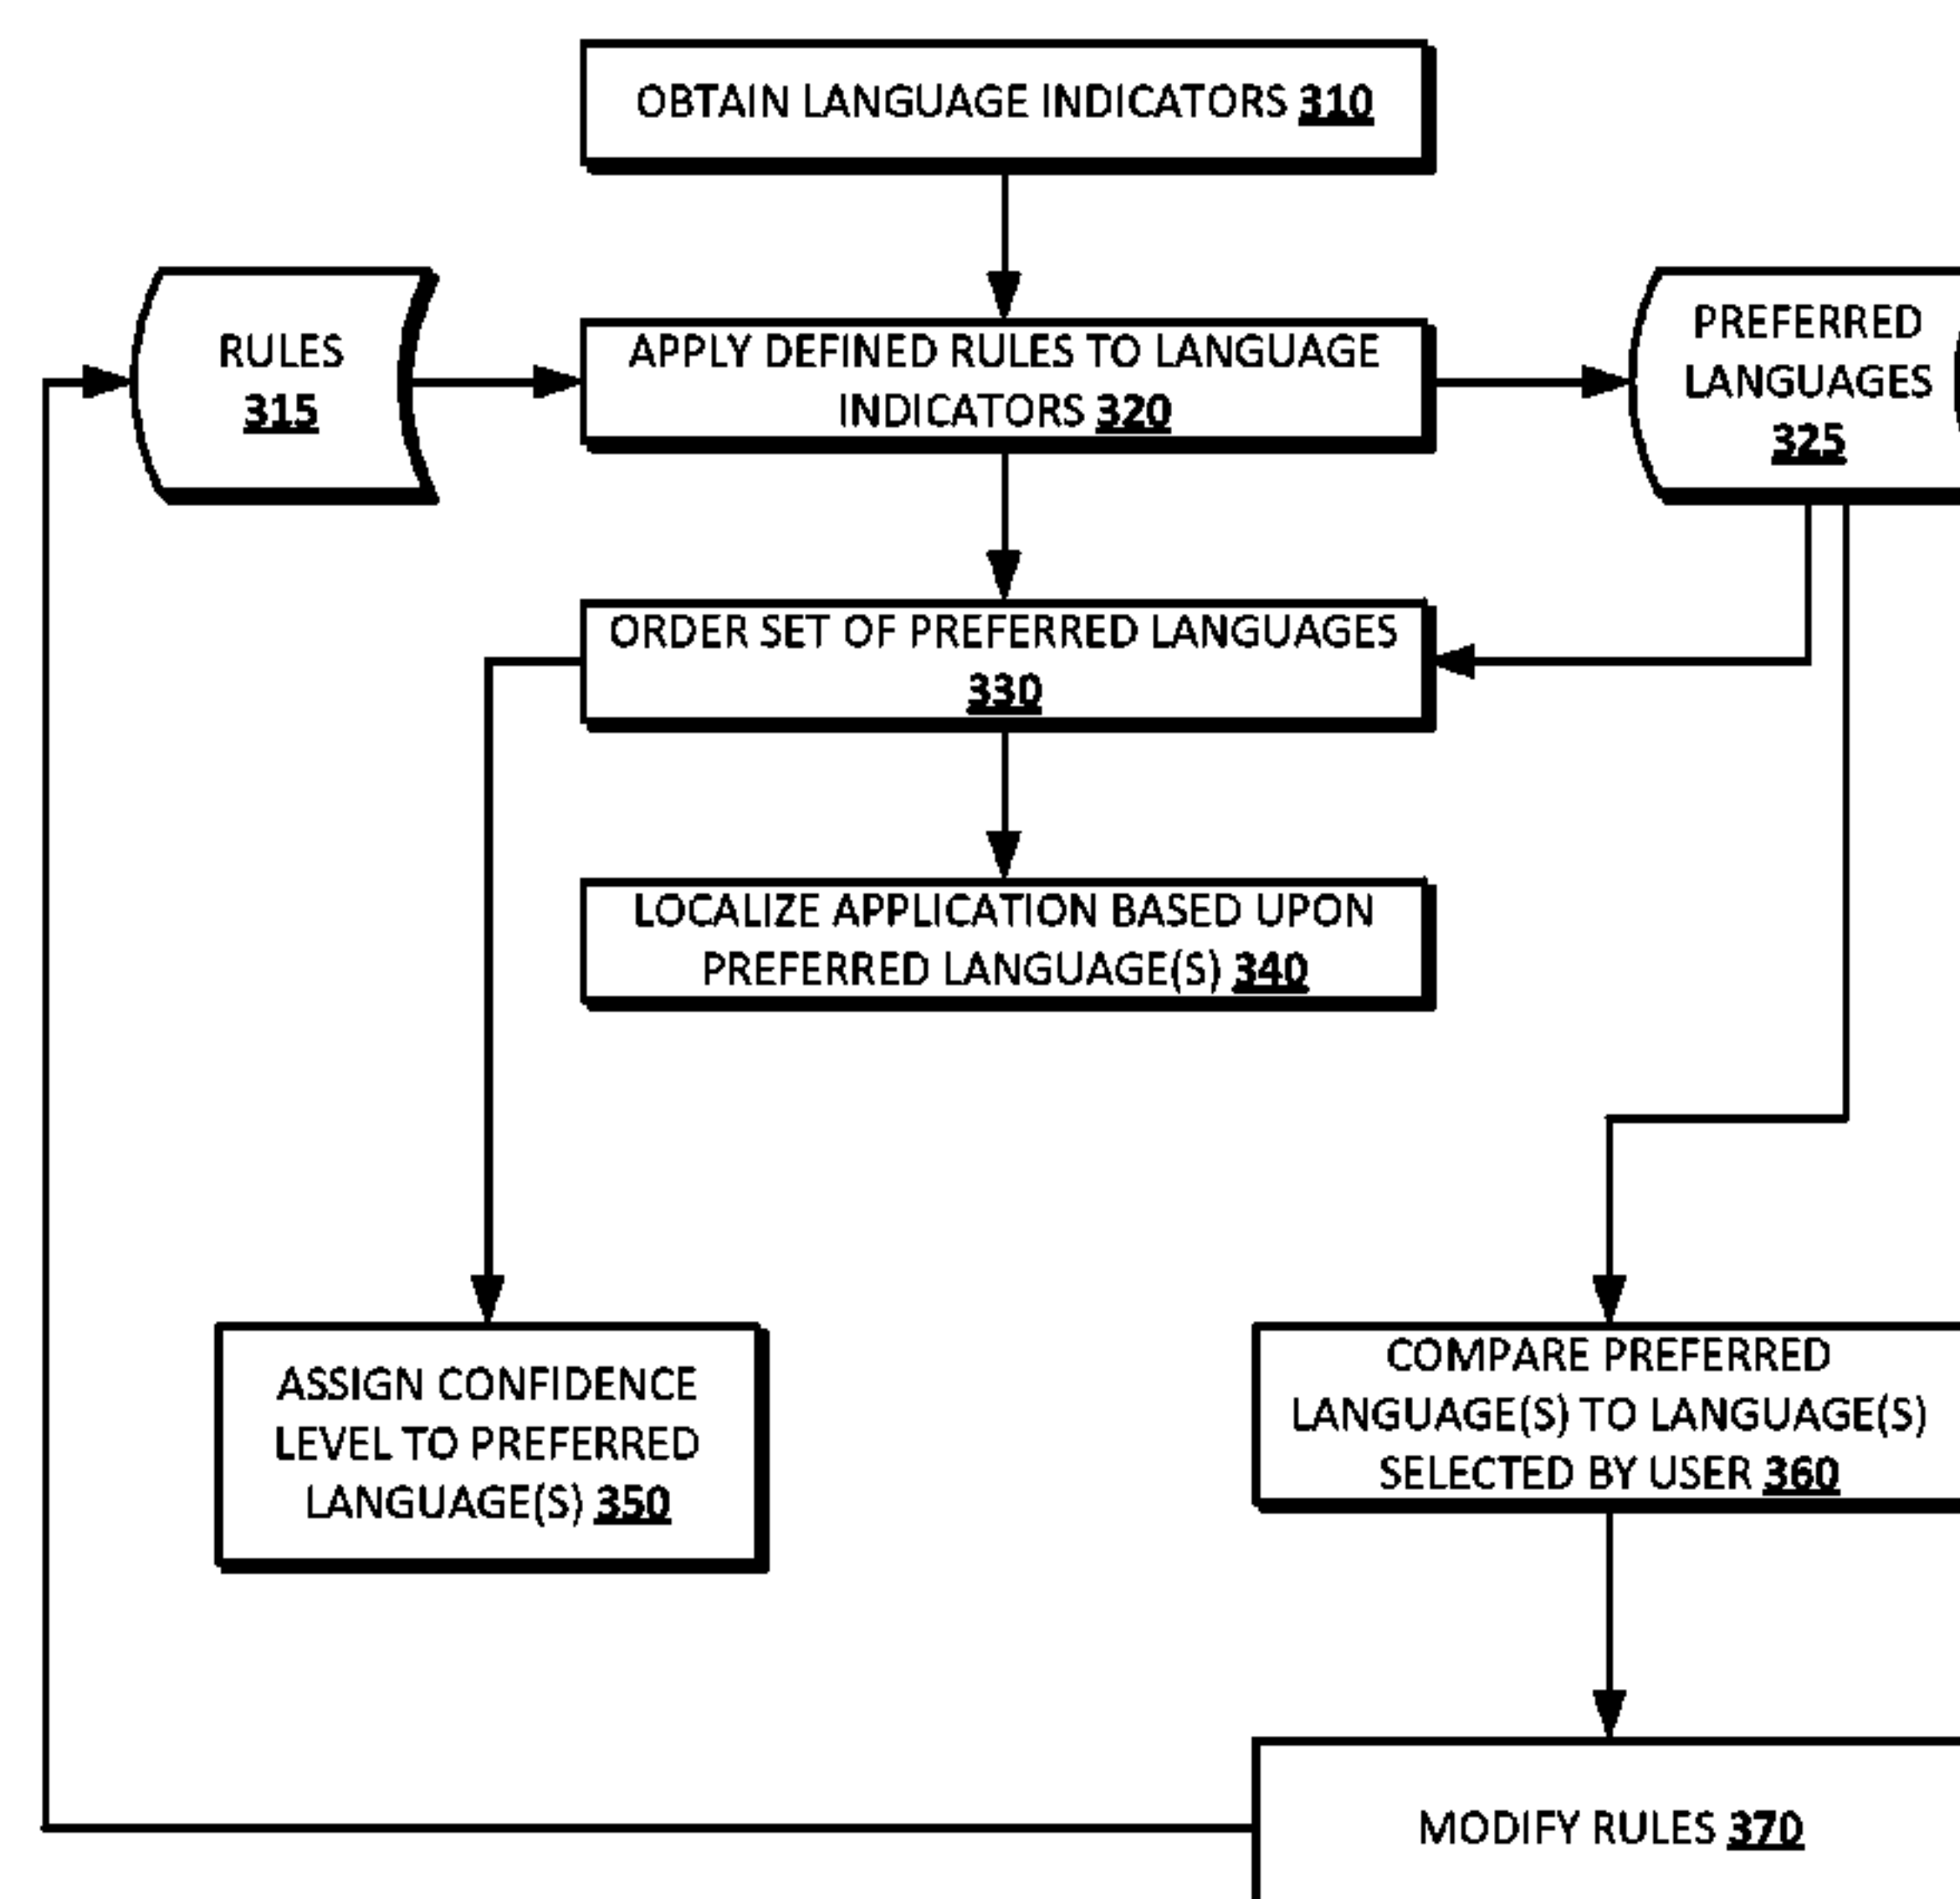 OBTAIN LANGUAGE INDICATORS 310
RULES
315
APPLY DEFINED RULES TO LANGUAGE
INDICATORS 320
PREFERRED
LANGUAGES
325
ORDER SET OF PREFERRED LANGUAGES
330
LOCALIZE APPLICATION BASED UPON
PREFERRED LANGUAGE(S) 340
ASSIGN CONFIDENCE
LEVEL TO PREFERRED
LANGUAGE(S) 350
COMPARE PREFERRED
LANGUAGE(S) TO LANGUAGE(S)
SELECTED BY USER 360
MODIFY RULES 370